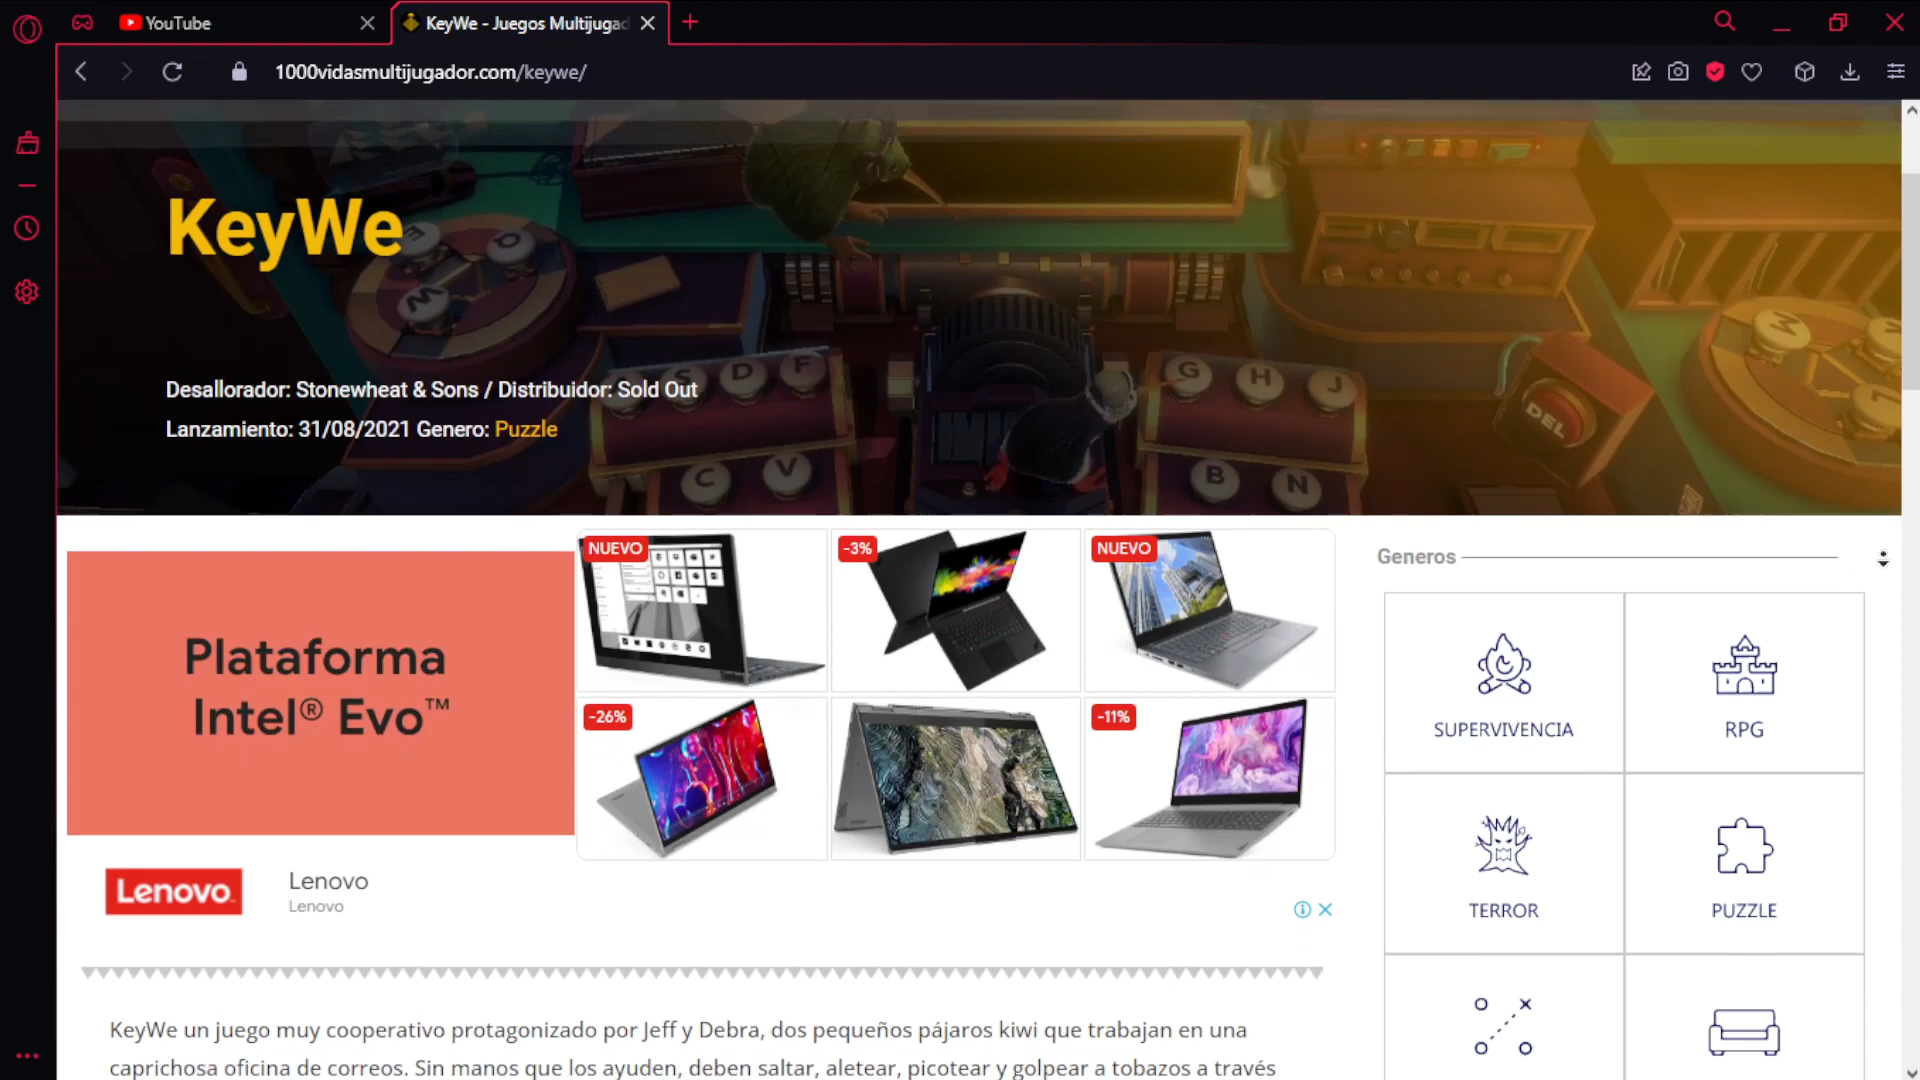 YouTube
KeyWe - Juegos Multijugad
1000vidasmultijugador.com/keywe/
KeyWe
Desallorador: Stonewheat & Sons / Distribuidor: Sold Out
Lanzamiento: 31/08/2021 Genero: Puzzle
E
Q
W
S
D
F
C
V
G
H
J
B
N
DEL
M
Plataforma
Intel® Evo™
NUEVO
-3%
NUEVO
-26%
-11%
Lenovo
Lenovo
Lenovo
Generos
SUPERVIVENCIA
RPG
TERROR
PUZZLE
KeyWe un juego muy cooperativo protagonizado por Jeff y Debra, dos pequeños pájaros kiwi que trabajan en una
caprichosa oficina de correos. Sin manos que los ayuden, deben saltar, aletear, picotear y golpear a tobazos a través